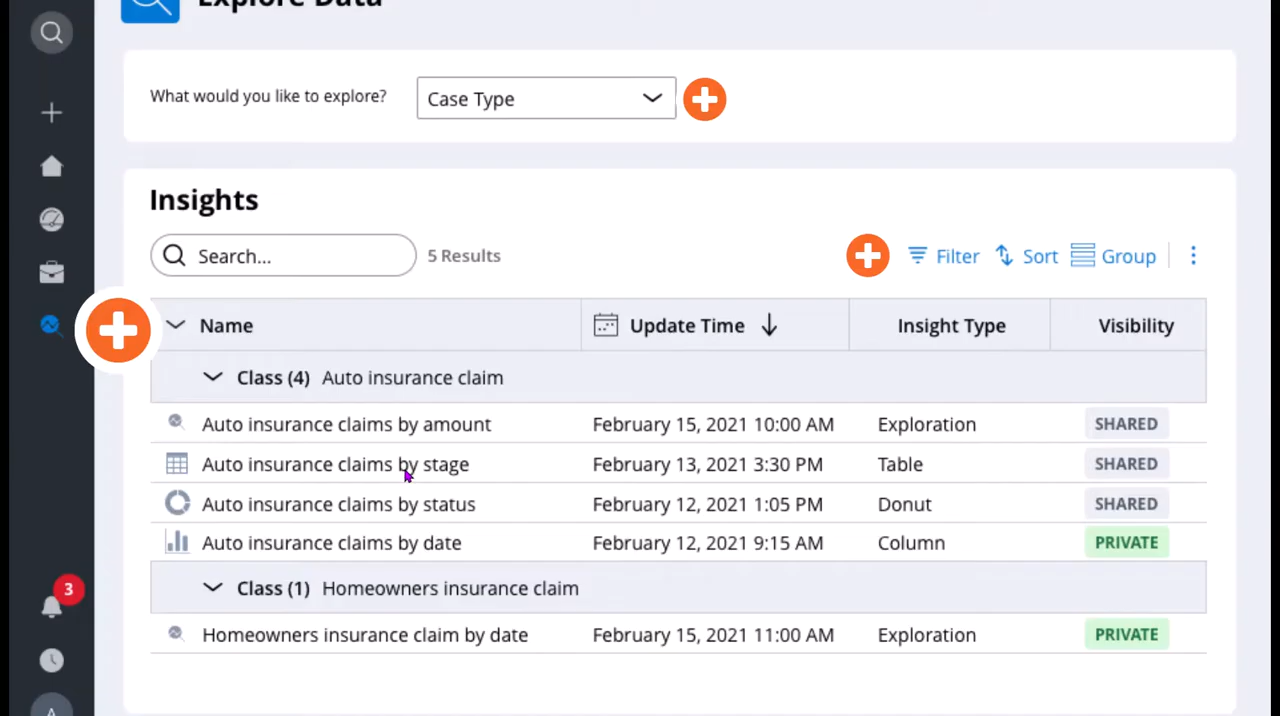 Explore Data
What would you like to explore? Case Type
Insights
Search... 5 Results Filter Sort Group
Name Update Time Insight Type Visibility
Class (4) Auto insurance claim
Auto insurance claims by amount February 15, 2021 10:00 AM Exploration SHARED
Auto insurance claims by stage February 13, 2021 3:30 PM Table SHARED
Auto insurance claims by status February 12, 2021 1:05 PM Donut SHARED
Auto insurance claims by date February 12, 2021 9:15 AM Column PRIVATE
Class (1) Homeowners insurance claim
3
Homeowners insurance claim by date February 15, 2021 11:00 AM Exploration PRIVATE
A